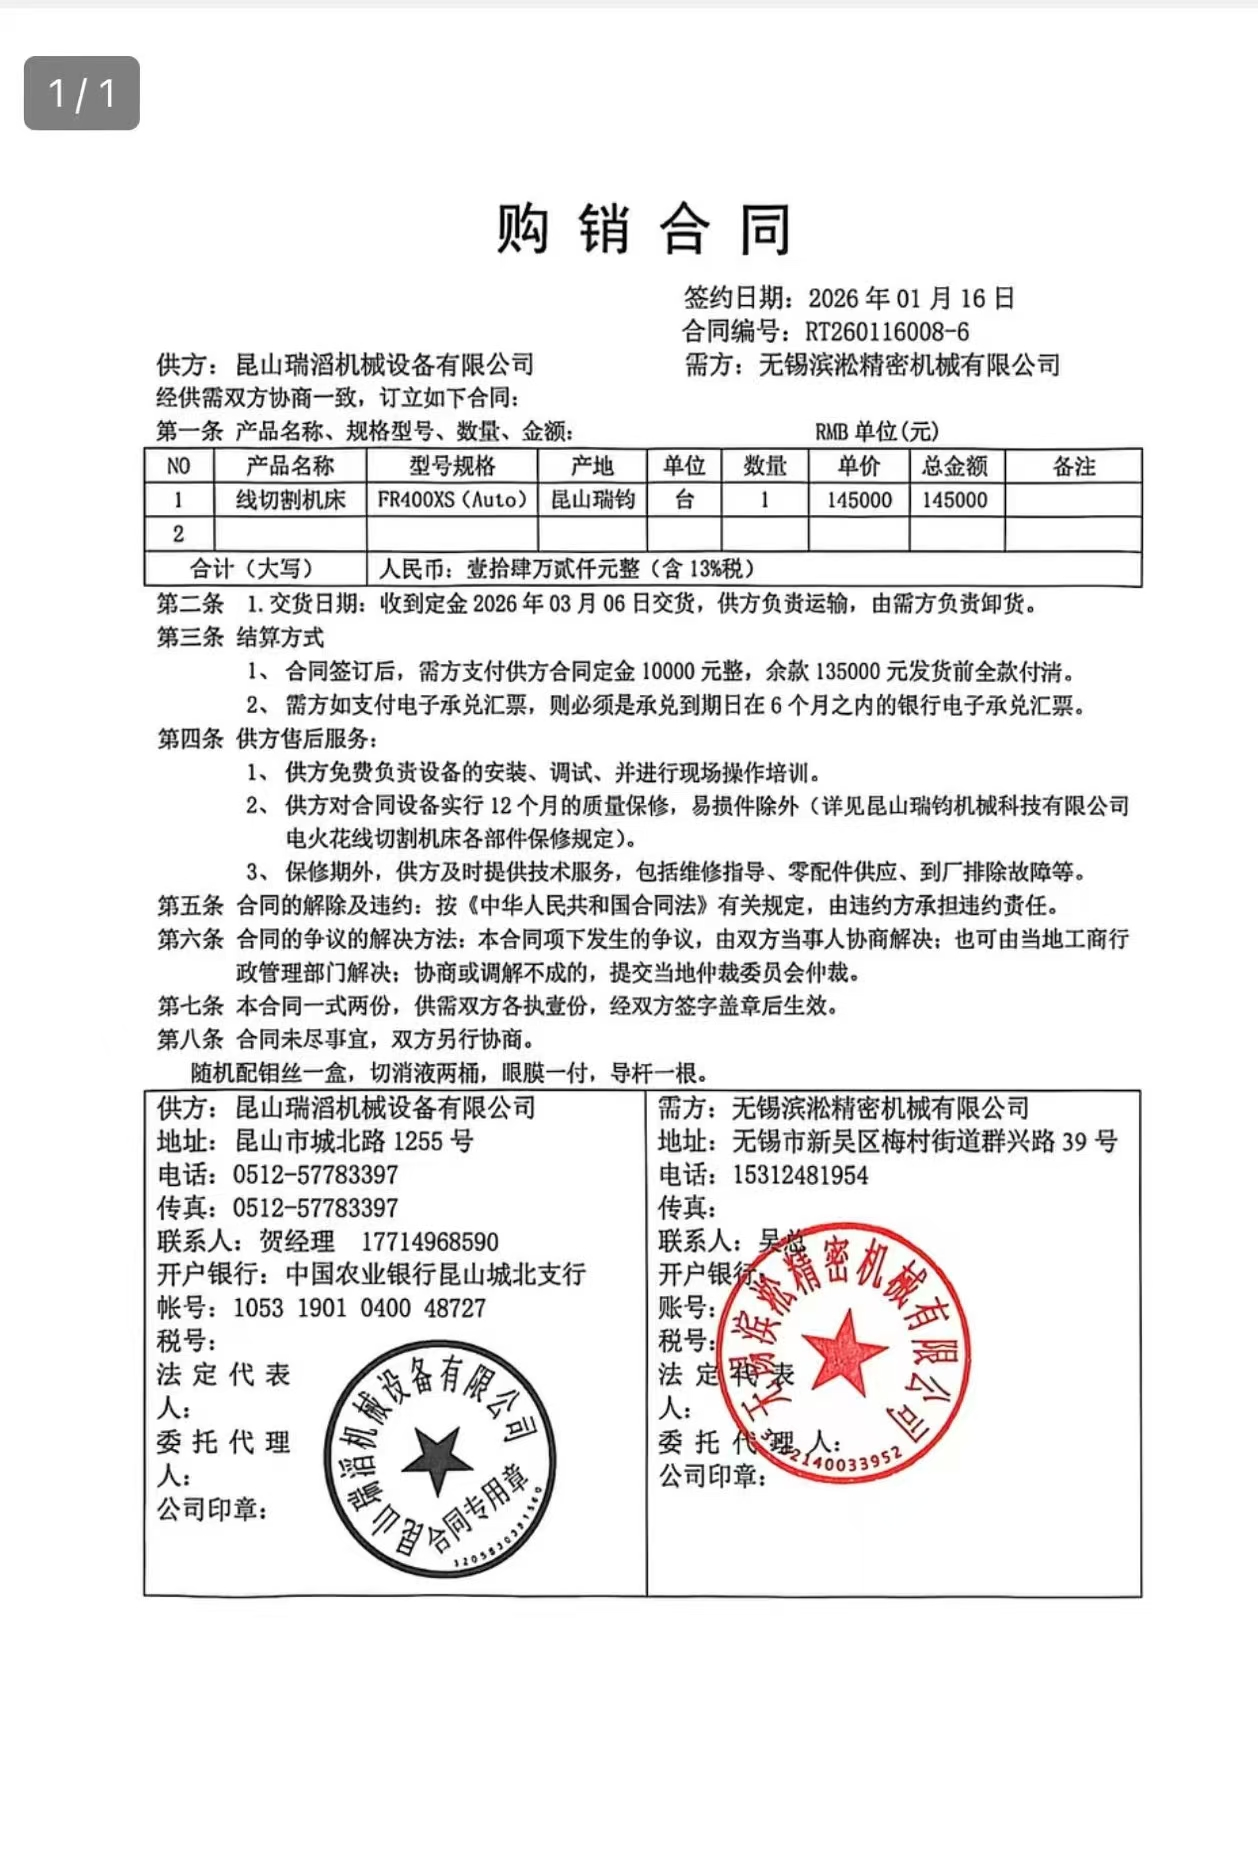 1/1
购 销 合 同
签约日期：2026 年 01 月 16 日
合同编号：RT260116008-6
供方：昆山瑞滔机械设备有限公司 需方：无锡滨淞精密机械有限公司
经供需双方协商一致，订立如下合同：
第一条 产品名称、规格型号、数量、金额： RMB 单位(元)
NO 产品名称 型号规格 产地 单位 数量 单价 总金额 备注
1 线切割机床 FR400XS（Auto） 昆山瑞钧 台 1 145000 145000
2
合计（大写） 人民币：壹拾肆万贰仟元整（含 13%税）
第二条 1.交货日期：收到定金 2026 年 03 月 06 日交货，供方负责运输，由需方负责卸货。
第三条 结算方式
1、 合同签订后，需方支付供方合同定金 10000 元整，余款 135000 元发货前全款付清。
2、 需方如支付电子承兑汇票，则必须是承兑到期日在 6 个月之内的银行电子承兑汇票。
第四条 供方售后服务：
1、 供方免费负责设备的安装、调试、并进行现场操作培训。
2、 供方对合同设备实行 12 个月的质量保修，易损件除外（详见昆山瑞钧机械科技有限公司
电火花线切割机床各部件保修规定）。
3、 保修期外，供方及时提供技术服务，包括维修指导、零配件供应、到厂排除故障等。
第五条 合同的解除及违约：按《中华人民共和国合同法》有关规定，由违约方承担违约责任。
第六条 合同的争议的解决方法：本合同项下发生的争议，由双方当事人协商解决；也可由当地工商行
政管理部门解决；协商或调解不成的，提交当地仲裁委员会仲裁。
第七条 本合同一式两份，供需双方各执壹份，经双方签字盖章后生效。
第八条 合同未尽事宜，双方另行协商。
随机配钼丝一盒，切消液两桶，眼膜一付，导杆一根。
供方：昆山瑞滔机械设备有限公司
地址：昆山市城北路 1255 号
电话：0512-57783397
传真：0512-57783397
联系人：贺经理 17714968590
开户银行：中国农业银行昆山城北支行
帐号：1053 1901 0400 48727
税号：
法 定 代 表
人：
委 托 代 理
人：
公司印章：
昆山瑞滔机械设备有限公司
合同专用章
需方：无锡滨淞精密机械有限公司
地址：无锡市新吴区梅村街道群兴路 39 号
电话：15312481954
传真：
联系人：吴总
开户银行：
账号：
税号：
法 定 代 表
人：
委 托 代 理 人：
公司印章：
无锡滨淞精密机械有限公司